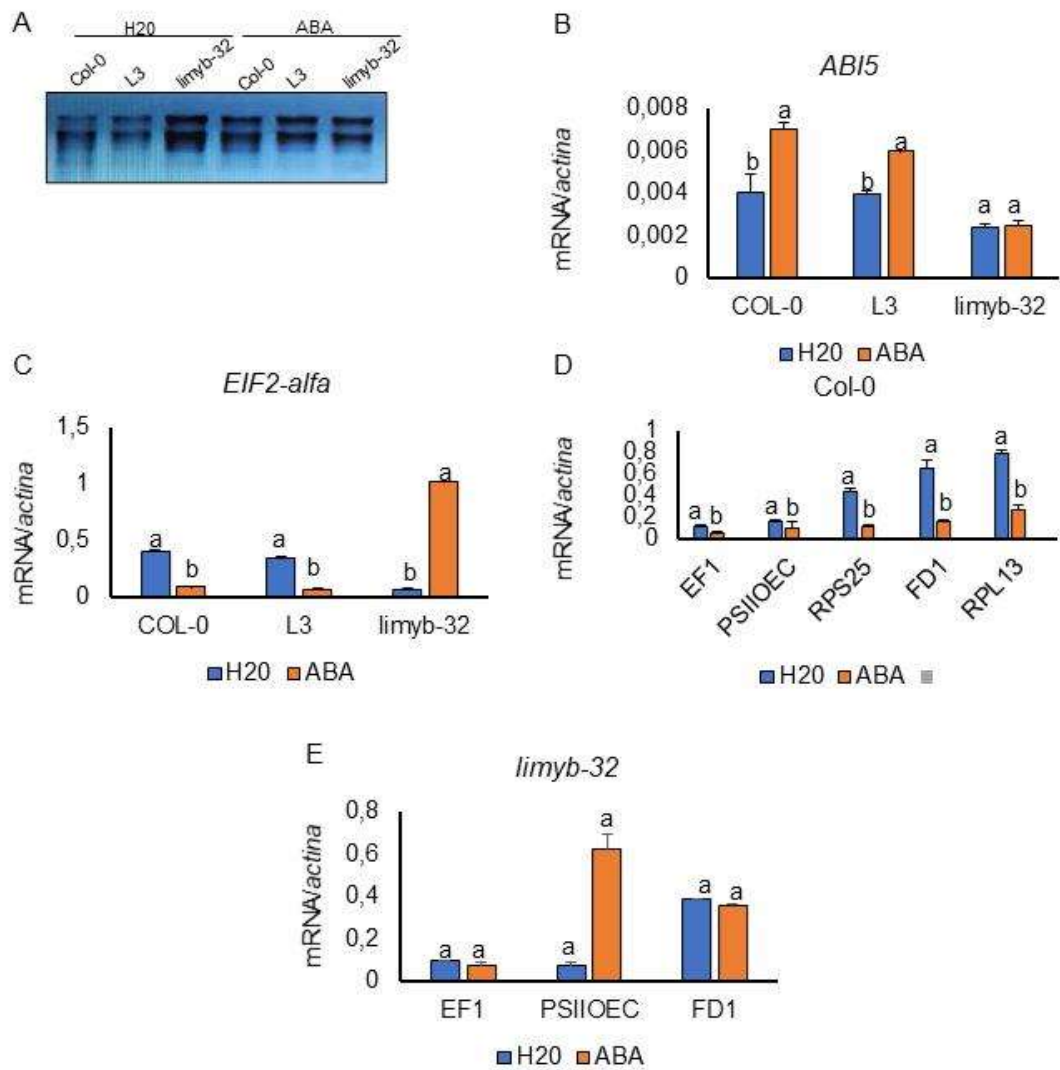 A
H20 ABA
Col-0 L3 limyb-32 Col-0 L3 limyb-32
B
ABI5
mRNA/actina
0,008
0,006
0,004
0,002
0
a
b
a
b
a a
COL-0 L3 limyb-32
H20 ABA
C
EIF2-alfa
mRNA/actina
1,5
1
0,5
0
a b a b b a
COL-0 L3 limyb-32
H20 ABA
D
Col-0
mRNA/actina
1
0,8
0,6
0,4
0,2
0
a b a b a b a b a b
EF1 PSIIOEC RPS25 FD1 RPL13
H20 ABA
E
limyb-32
mRNA/actina
0,8
0,6
0,4
0,2
0
a a a a a a
EF1 PSIIOEC FD1
H20 ABA